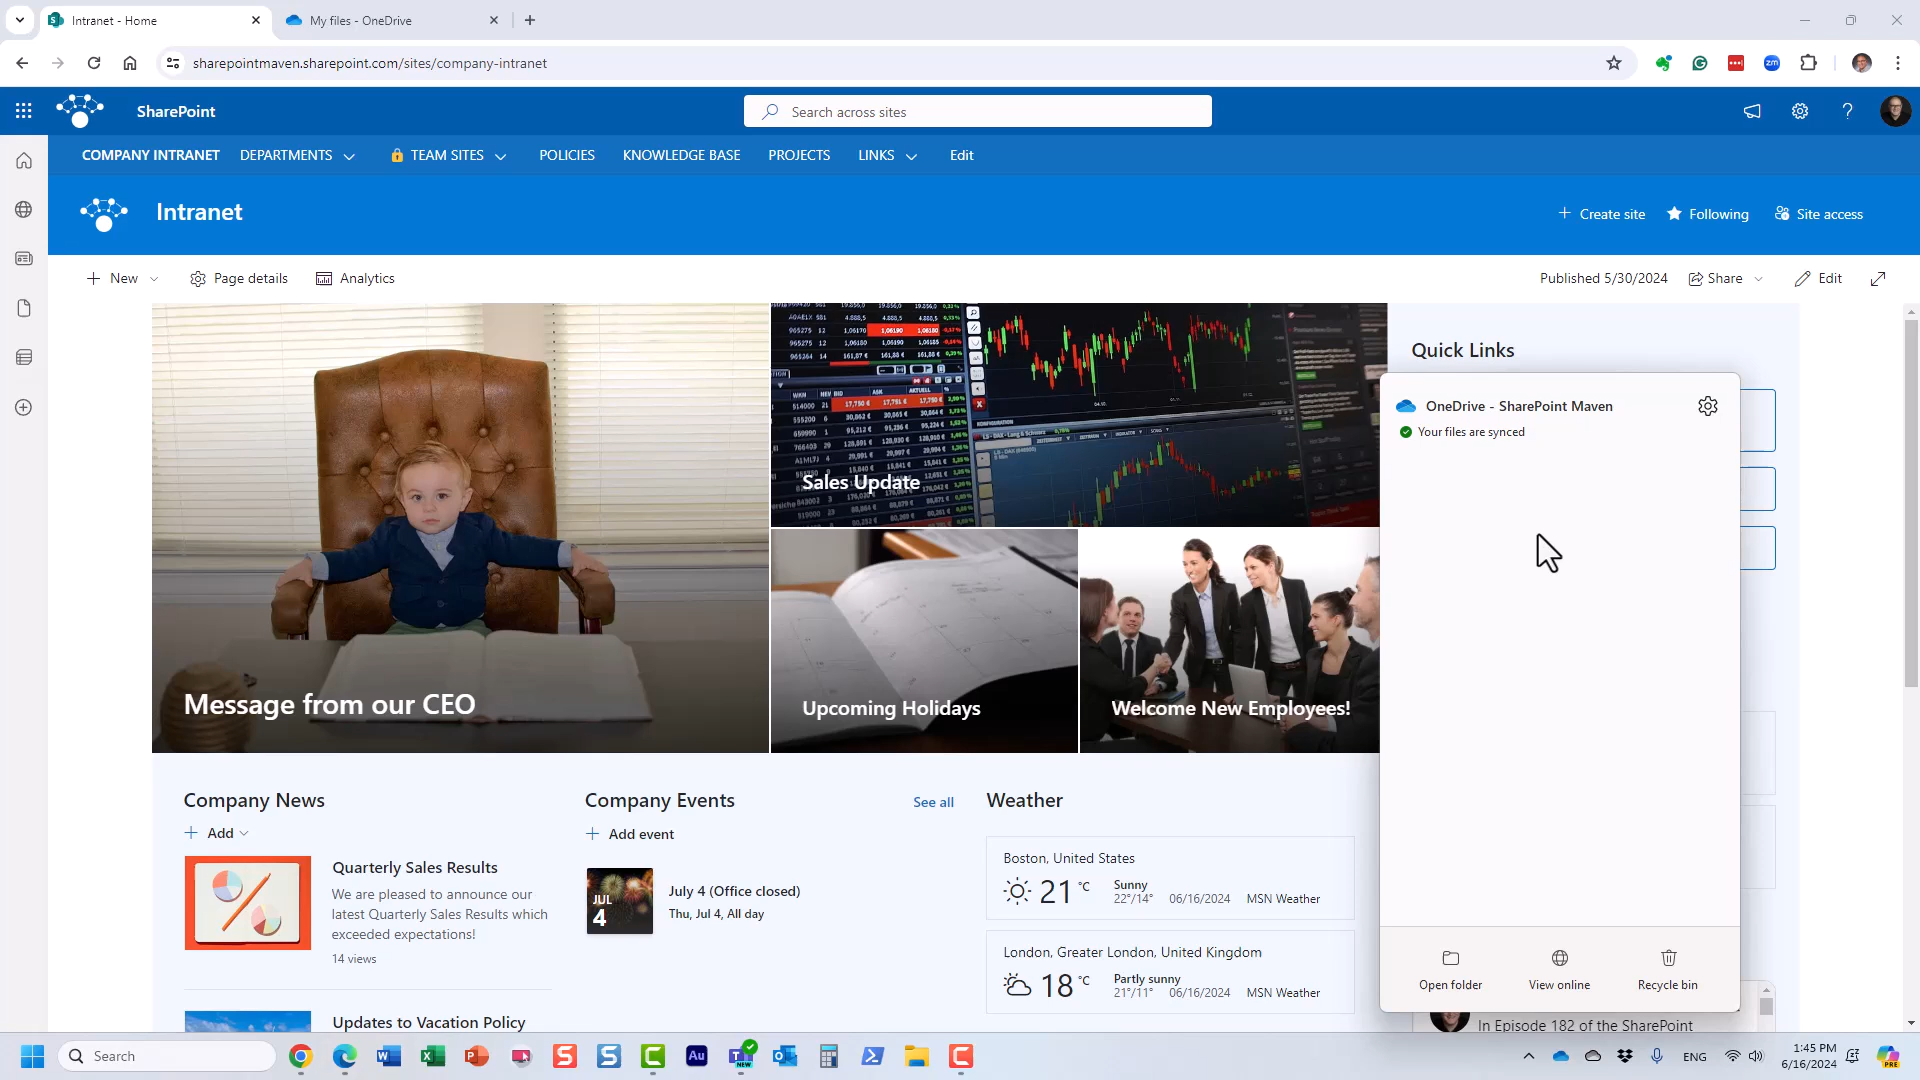 Intranet - Home
My files - OneDrive
sharepointmaven.sharepoint.com/sites/company-intranet
SharePoint
Search across sites
COMPANY INTRANET
DEPARTMENTS
TEAM SITES
POLICIES
KNOWLEDGE BASE
PROJECTS
LINKS
Edit
Intranet
Create site
Following
Site access
New
Page details
Analytics
Published 5/30/2024
Share
Edit
Message from our CEO
Sales Update
Upcoming Holidays
Welcome New Employees!
Quick Links
OneDrive - SharePoint Maven
Your files are synced
Open folder
View online
Recycle bin
Company News
Add
Quarterly Sales Results
We are pleased to announce our
latest Quarterly Sales Results which
exceeded expectations!
14 views
Updates to Vacation Policy
Company Events
See all
Add event
JUL
4
July 4 (Office closed)
Thu, Jul 4, All day
Weather
Boston, United States
21 °C
Sunny
22°/14° 06/16/2024 MSN Weather
London, Greater London, United Kingdom
18 °C
Partly sunny
21°/11° 06/16/2024 MSN Weather
In Episode 182 of the SharePoint
Search
NEW
ENG
1:45 PM
6/16/2024
PRE